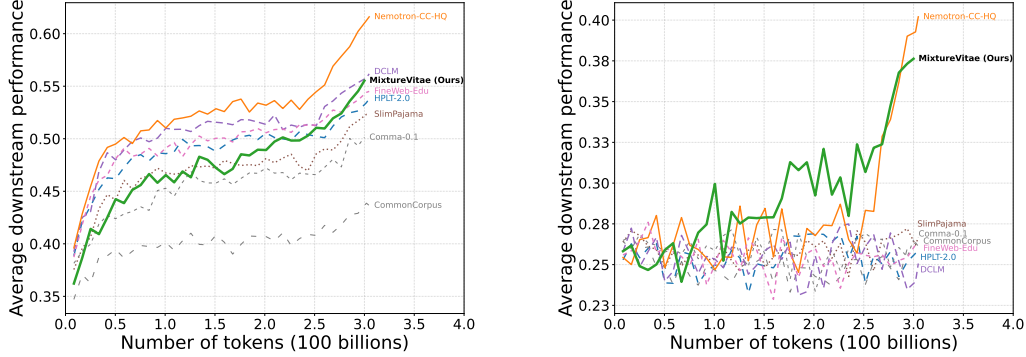 Average downstream performance
0.60
0.55
0.50
0.45
0.40
0.35
0.0 0.5 1.0 1.5 2.0 2.5 3.0 3.5 4.0
Number of tokens (100 billions)
Nemotron-CC-HQ
DCLM
MixtureVitae (Ours)
FineWeb-Edu
HPLT-2.0
SlimPajama
Comma-0.1
CommonCorpus
Average downstream performance
0.40
0.38
0.35
0.33
0.30
0.28
0.25
0.23
0.0 0.5 1.0 1.5 2.0 2.5 3.0 3.5 4.0
Number of tokens (100 billions)
Nemotron-CC-HQ
MixtureVitae (Ours)
SlimPajama
Comma-0.1
CommonCorpus
FineWeb-Edu
HPLT-2.0
DCLM